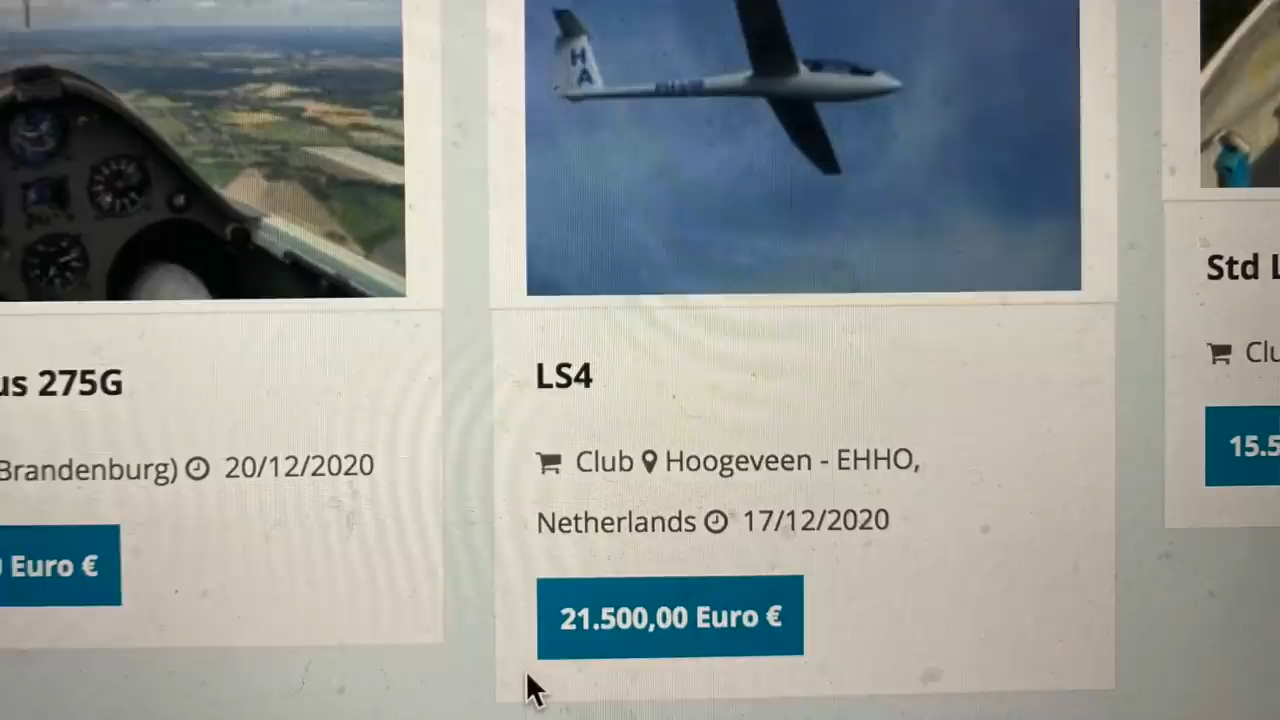 H
A
us 275G
Brandenburg) 20/12/2020
Euro €
LS4
Club Hoogeveen - EHHO,
Netherlands 17/12/2020
21.500,00 Euro €
Std L
Clu
15.5